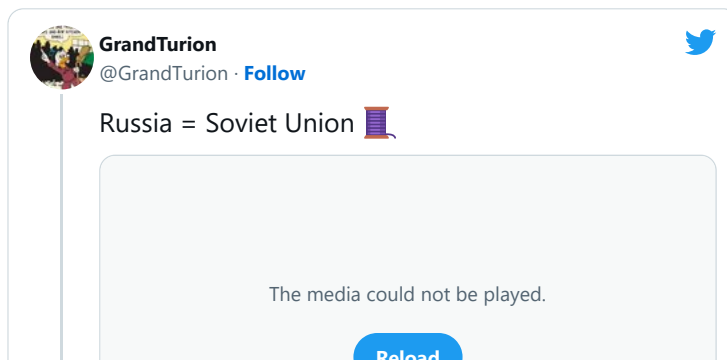 GrandTurion
@GrandTurion · Follow
Russia = Soviet Union 🧵
The media could not be played.
Reload